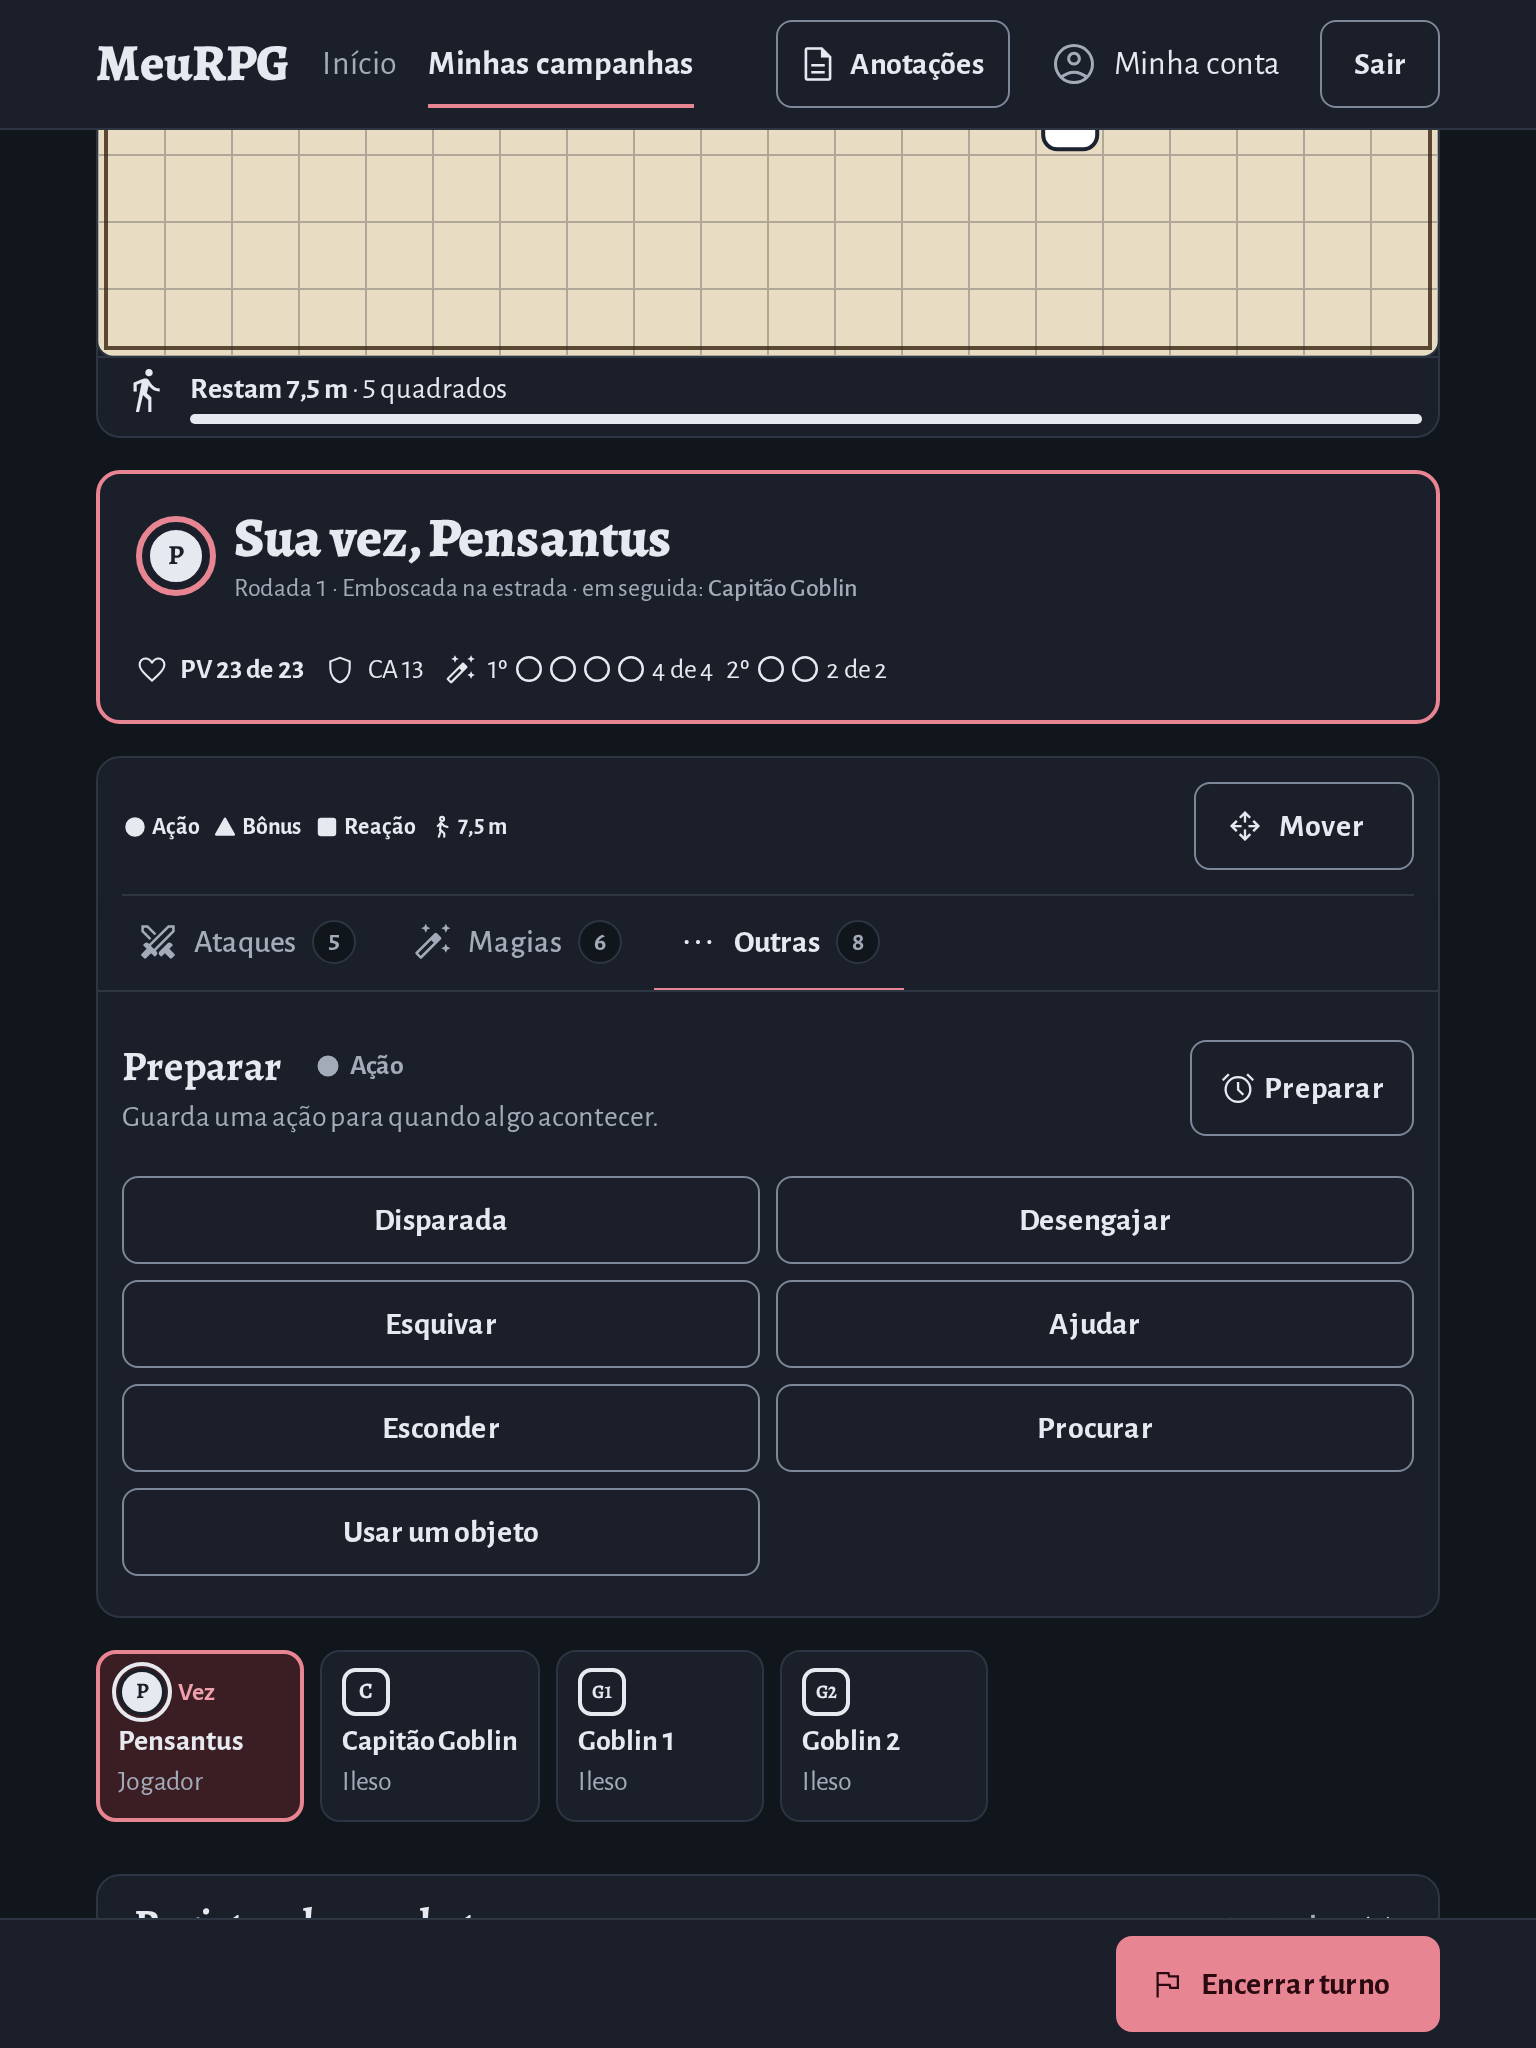 MeuRPG Início Minhas campanhas Anotações Minha conta Sair
Restam 7,5 m · 5 quadrados
P Sua vez, Pensantus
Rodada 1 · Emboscada na estrada · em seguida: Capitão Goblin
PV 23 de 23 CA 13 1º 4 de 4 2º 2 de 2
Ação Bônus Reação 7,5 m Mover
Ataques 5 Magias 6 Outras 8
Preparar Ação Preparar
Guarda uma ação para quando algo acontecer.
Disparada Desengajar
Esquivar Ajudar
Esconder Procurar
Usar um objeto
P Vez C G1 G2
Pensantus Capitão Goblin Goblin 1 Goblin 2
Jogador Ileso Ileso Ileso
Encerrar turno